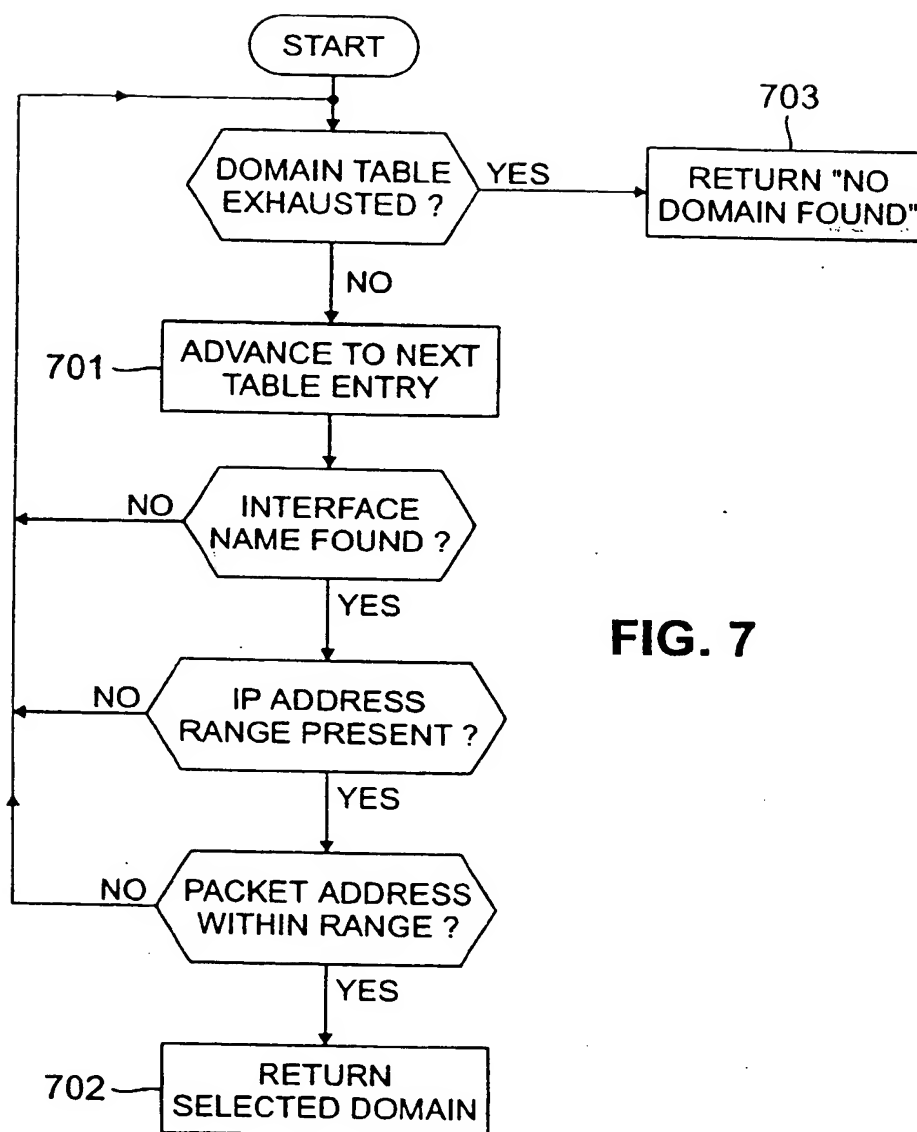 START
703
DOMAIN TABLE
EXHAUSTED ?
YES
RETURN "NO
DOMAIN FOUND"
NO
701
ADVANCE TO NEXT
TABLE ENTRY
NO
INTERFACE
NAME FOUND ?
YES
FIG. 7
NO
IP ADDRESS
RANGE PRESENT ?
YES
NO
PACKET ADDRESS
WITHIN RANGE ?
YES
702
RETURN
SELECTED DOMAIN